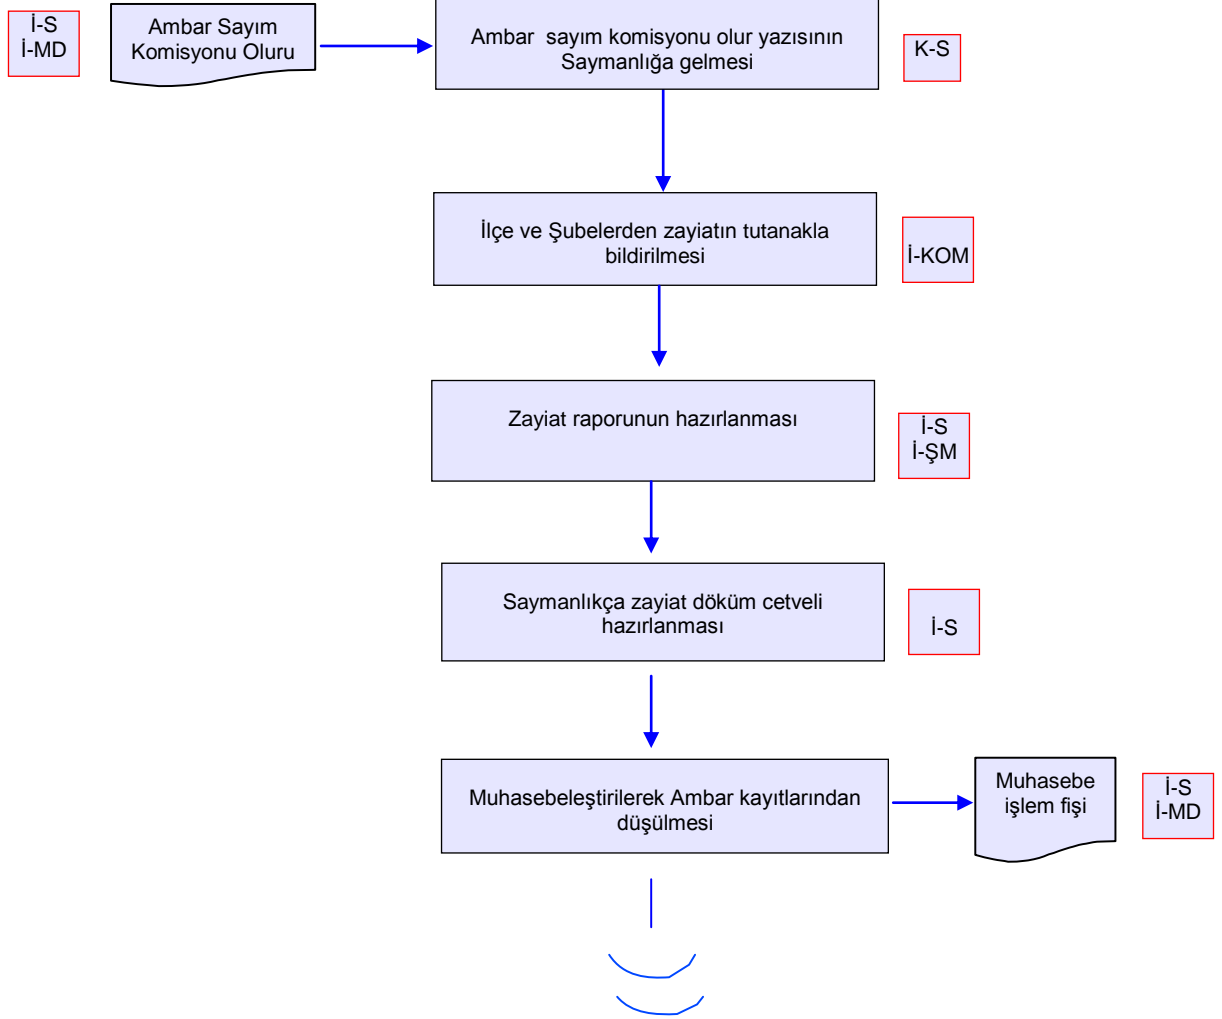 İ-S
İ-MD
Ambar Sayım
Komisyonu Oluru
Ambar  sayım komisyonu olur yazısının
Saymanlığa gelmesi
K-S
İlçe ve Şubelerden zayiatın tutanakla
bildirilmesi
İ-KOM
Zayiat raporunun hazırlanması
İ-S
İ-ŞM
Saymanlıkça zayiat döküm cetveli
hazırlanması
İ-S
Muhasebeleştirilerek Ambar kayıtlarından
düşülmesi
Muhasebe
işlem fişi
İ-S
İ-MD